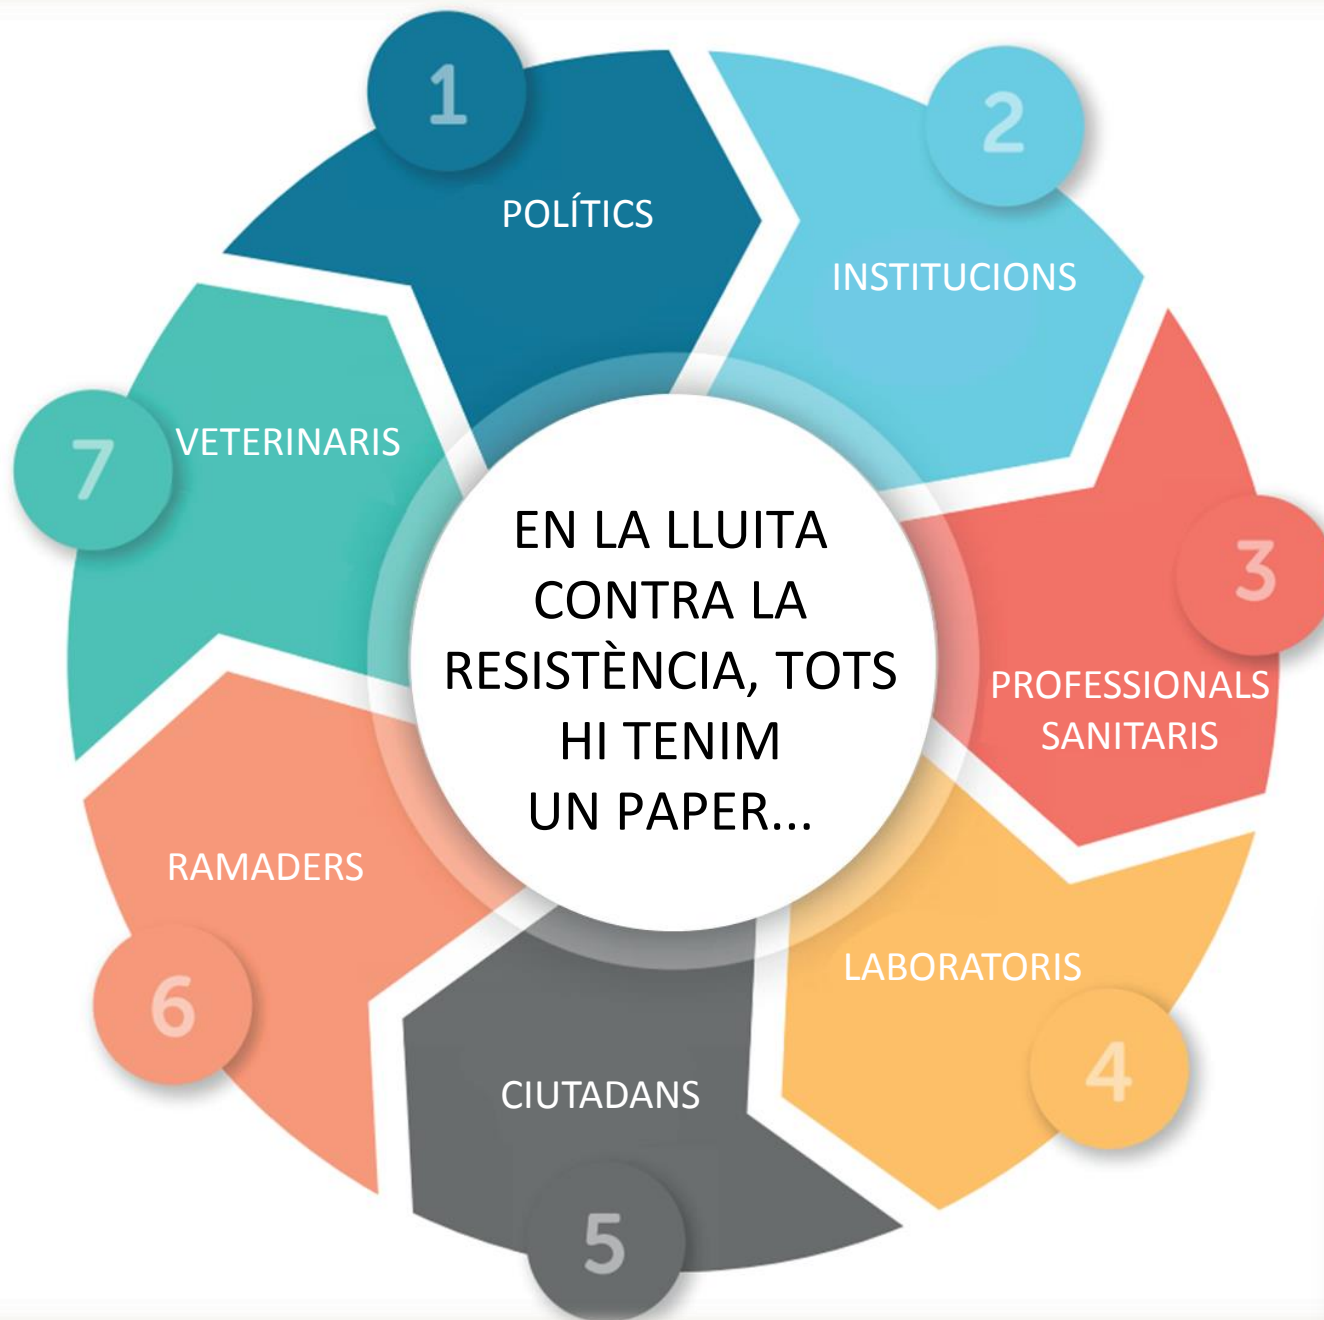 1
POLÍTICS
2
INSTITUCIONS
3
PROFESSIONALS
SANITARIS
4
LABORATORIS
5
CIUTADANS
6
RAMADERS
7
VETERINARIS
EN LA LLUITA
CONTRA LA
RESISTÈNCIA, TOTS
HI TENIM
UN PAPER...